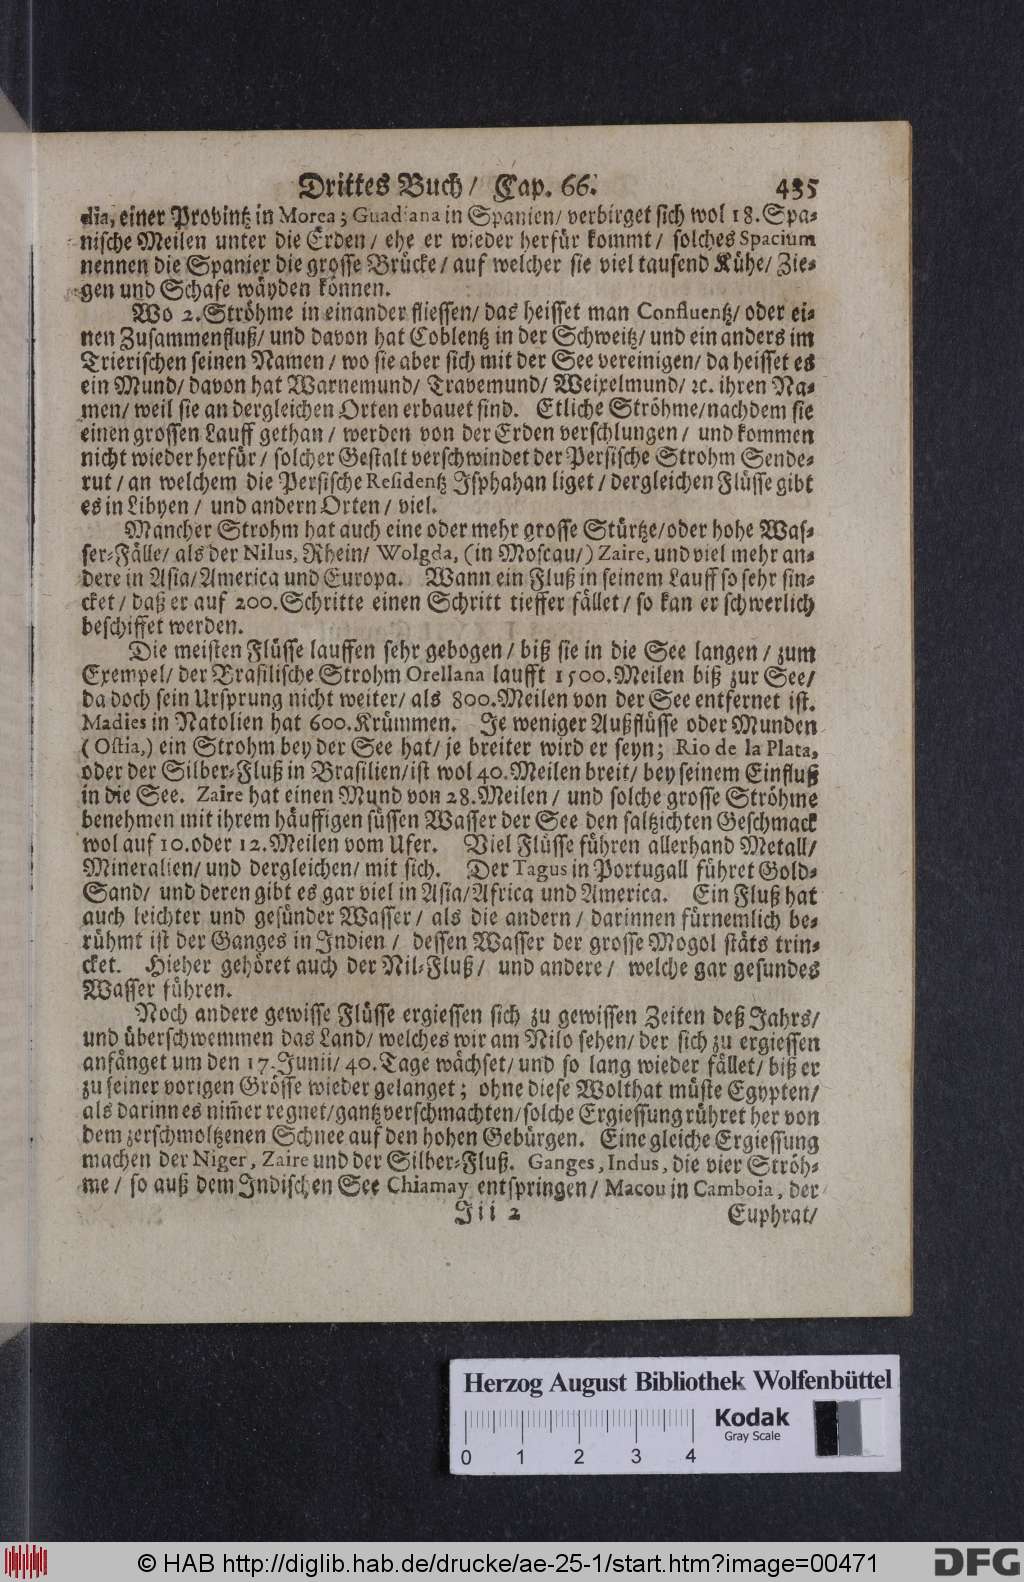 Drittes Buch/ Cap. 66. 435
dia, einer Provintz in Morea; Guadiana in Spanien/ verbirget sich wol 18. Spa-
nische Meilen unter die Erden/ ehe er wieder herfür kommt/ solches Spacium
nennen die Spanier die grosse Brücke/ auf welcher sie viel tausend Kühe/ Zie-
gen und Schafe wäyden können.
Wo 2. Ströhme in einander fliessen/ das heisset man Confluentz/ oder ei-
nen Zusammenfluß/ und davon hat Coblentz in der Schweitz/ und ein anders im
Trierischen seinen Namen/ wo sie aber sich mit der See vereinigen/ da heisset es
ein Mund/ davon hat Warnemund/ Travemund/ Weixelmund/ ꝛc. ihren Na-
men/ weil sie an dergleichen Orten erbauet sind. Etliche Ströhme/ nachdem sie
einen grossen Lauff gethan/ werden von der Erden verschlungen/ und kommen
nicht wieder herfür/ solcher Gestalt verschwindet der Persische Strohm Sende-
rut/ an welchem die Persische Residentz Isphahan liget/ dergleichen Flüsse gibt
es in Libyen/ und andern Orten/ viel.
Mancher Strohm hat auch eine oder mehr grosse Stürtze/ oder hohe Was-
ser-Fälle/ als der Nilus, Rhein/ Wolgda, (in Moscau/) Zaire, und viel mehr an-
dere in Asia/ America und Europa. Wann ein Fluß in seinem Lauff so sehr sin-
cket/ daß er auf 200. Schritte einen Schritt tieffer fället/ so kan er schwerlich
beschiffet werden.
Die meisten Flüsse lauffen sehr gebogen/ biß sie in die See langen/ zum
Exempel/ der Brasilische Strohm Orellana laufft 1500. Meilen biß zur See/
da doch sein Ursprung nicht weiter/ als 800. Meilen von der See entfernet ist.
Madies in Natolien hat 600. Krümmen. Je weniger Außflüsse oder Munden
(Ostia,) ein Strohm bey der See hat/ je breiter wird er seyn; Rio de la Plata,
oder der Silber-Fluß in Brasilien/ ist wol 40. Meilen breit/ bey seinem Einfluß
in die See. Zaire hat einen Mund von 28. Meilen/ und solche grosse Ströhme
benehmen mit ihrem häuffigen süssen Wasser der See den saltzichten Geschmack
wol auf 10. oder 12. Meilen vom Ufer. Viel Flüsse führen allerhand Metall/
Mineralien/ und dergleichen/ mit sich. Der Tagus in Portugall führet Gold-
Sand/ und deren gibt es gar viel in Asia/ Africa und America. Ein Fluß hat
auch leichter und gesünder Wasser/ als die andern/ darinnen fürnemlich be-
rühmt ist der Ganges in Indien/ dessen Wasser der grosse Mogol stäts trin-
cket. Hieher gehöret auch der Nil-Fluß/ und andere/ welche gar gesundes
Wasser führen.
Noch andere gewisse Flüsse ergiessen sich zu gewissen Zeiten deß Jahrs/
und überschwemmen das Land/ welches wir am Nilo sehen/ der sich zu ergiessen
anfänget um den 17. Junii/ 40. Tage wächset/ und so lang wieder fället/ biß er
zu seiner vorigen Grösse wieder gelanget; ohne diese Wolthat müste Egypten/
als darinn es nim̃er regnet/ gantz verschmachten/ solche Ergiessung rühret her von
dem zerschmoltzenen Schnee auf den hohen Gebürgen. Eine gleiche Ergiessung
machen der Niger, Zaire und der Silber-Fluß. Ganges, Indus, die vier Ströh-
me/ so auß dem Indischen See Chiamay entspringen/ Macou in Camboia, der
Jii 2 Euphrat/
Herzog August Bibliothek Wolfenbüttel
Kodak
Gray Scale
0 1 2 3 4
© HAB http://diglib.hab.de/drucke/ae-25-1/start.htm?image=00471
DFG